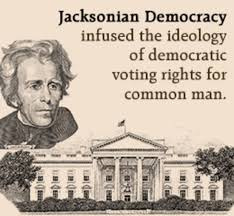 Jacksonian Democracy
infused the ideology
of democratic
voting rights for
common man.